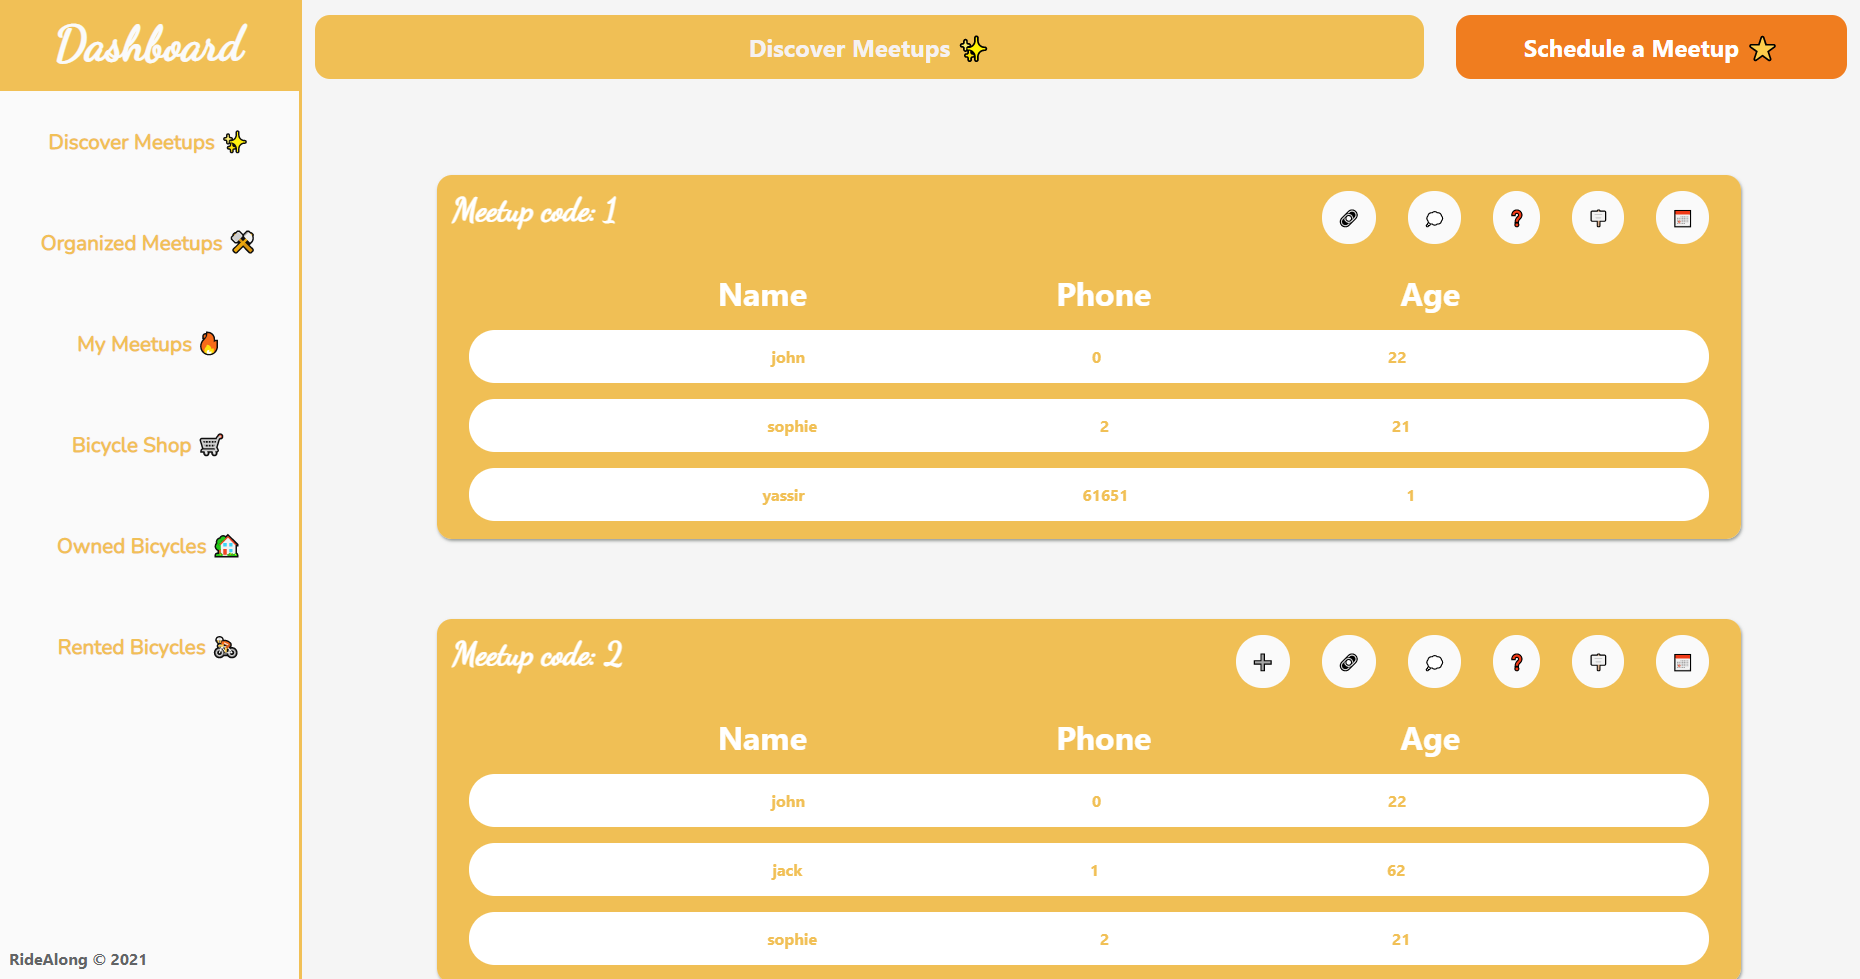 Dashboard
Discover Meetups ✨
Organized Meetups ⚒
My Meetups 🔥
Bicycle Shop 🛒
Owned Bicycles 🏡
Rented Bicycles 🚴
RideAlong © 2021
Discover Meetups ✨
Schedule a Meetup ⭐
Meetup code: 1
Name Phone Age
john 0 22
sophie 2 21
yassir 61651 1
Meetup code: 2
Name Phone Age
john 0 22
jack 1 62
sophie 2 21